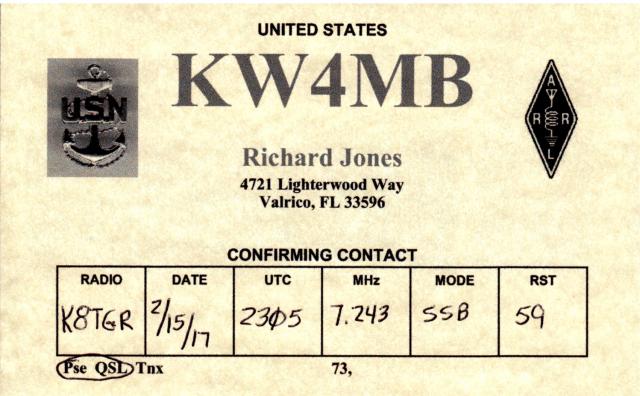 UNITED STATES
KW4MB
USN
A
R R
L
Richard Jones
4721 Lighterwood Way
Valrico, FL 33596
CONFIRMING CONTACT
RADIO DATE UTC MHz MODE RST
K8TGR 2/15/17 23Ø5 7.243 SSB 59
Pse QSL Tnx 73,